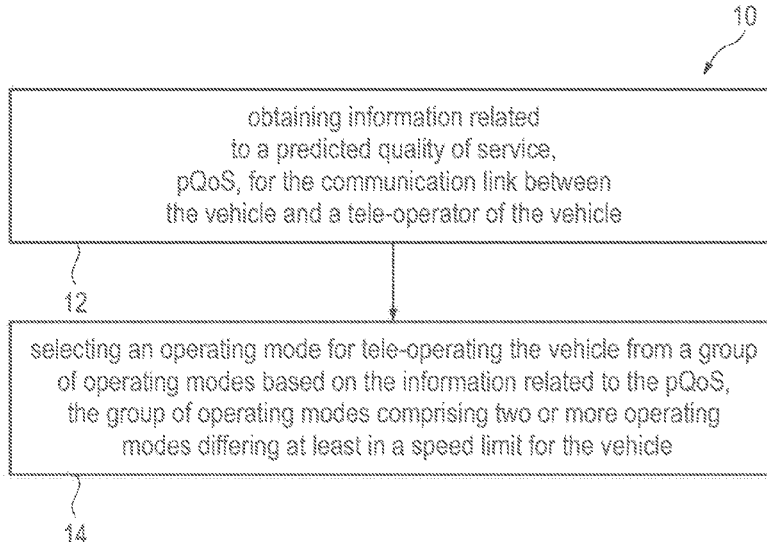 10
obtaining information related
to a predicted quality of service,
pQoS, for the communication link between
the vehicle and a tele-operator of the vehicle
12
selecting an operating mode for tele-operating the vehicle from a group
of operating modes based on the information related to the pQoS,
the group of operating modes comprising two or more operating
modes differing at least in a speed limit for the vehicle
14